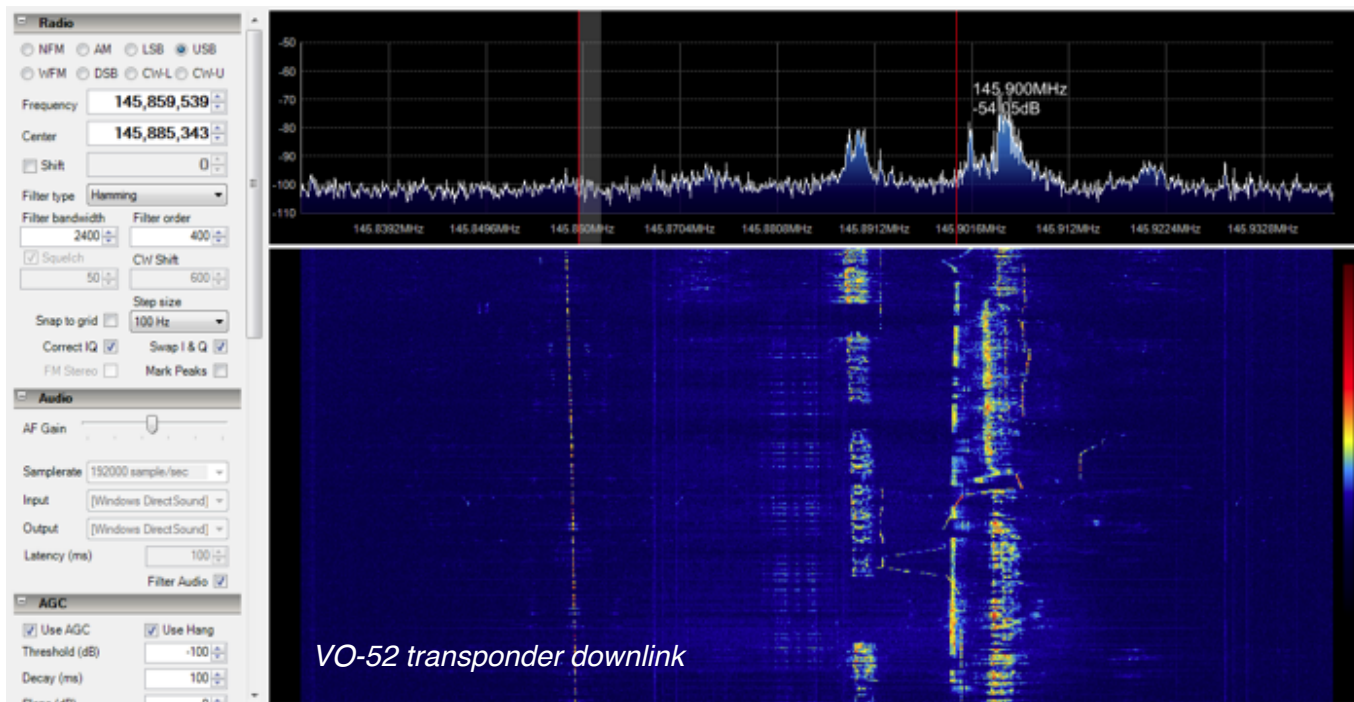 Radio
NFM AM LSB USB
WFM DSB CW-L CW-U
Frequency 145,859,539
Center 145,885,343
Shift 0
Filter type Hamming
Filter bandwidth Filter order
2400 400
Squelch CW Shift
50 600
Step size
Snap to grid 100 Hz
Correct IQ Swap I & Q
FM Stereo Mark Peaks
Audio
AF Gain
Samplerate 192000 sample/sec
Input [Windows DirectSound]
Output [Windows DirectSound]
Latency (ms) 100
Filter Audio
AGC
Use AGC Use Hang
Threshold (dB) -100
Decay (ms) 100
-50
-60
-70
-80
-90
-100
-110
145.900MHz
-54.05dB
145.8392MHz 145.8496MHz 145.860MHz 145.8704MHz 145.8808MHz 145.8912MHz 145.9016MHz 145.912MHz 145.9224MHz 145.9328MHz
VO-52 transponder downlink